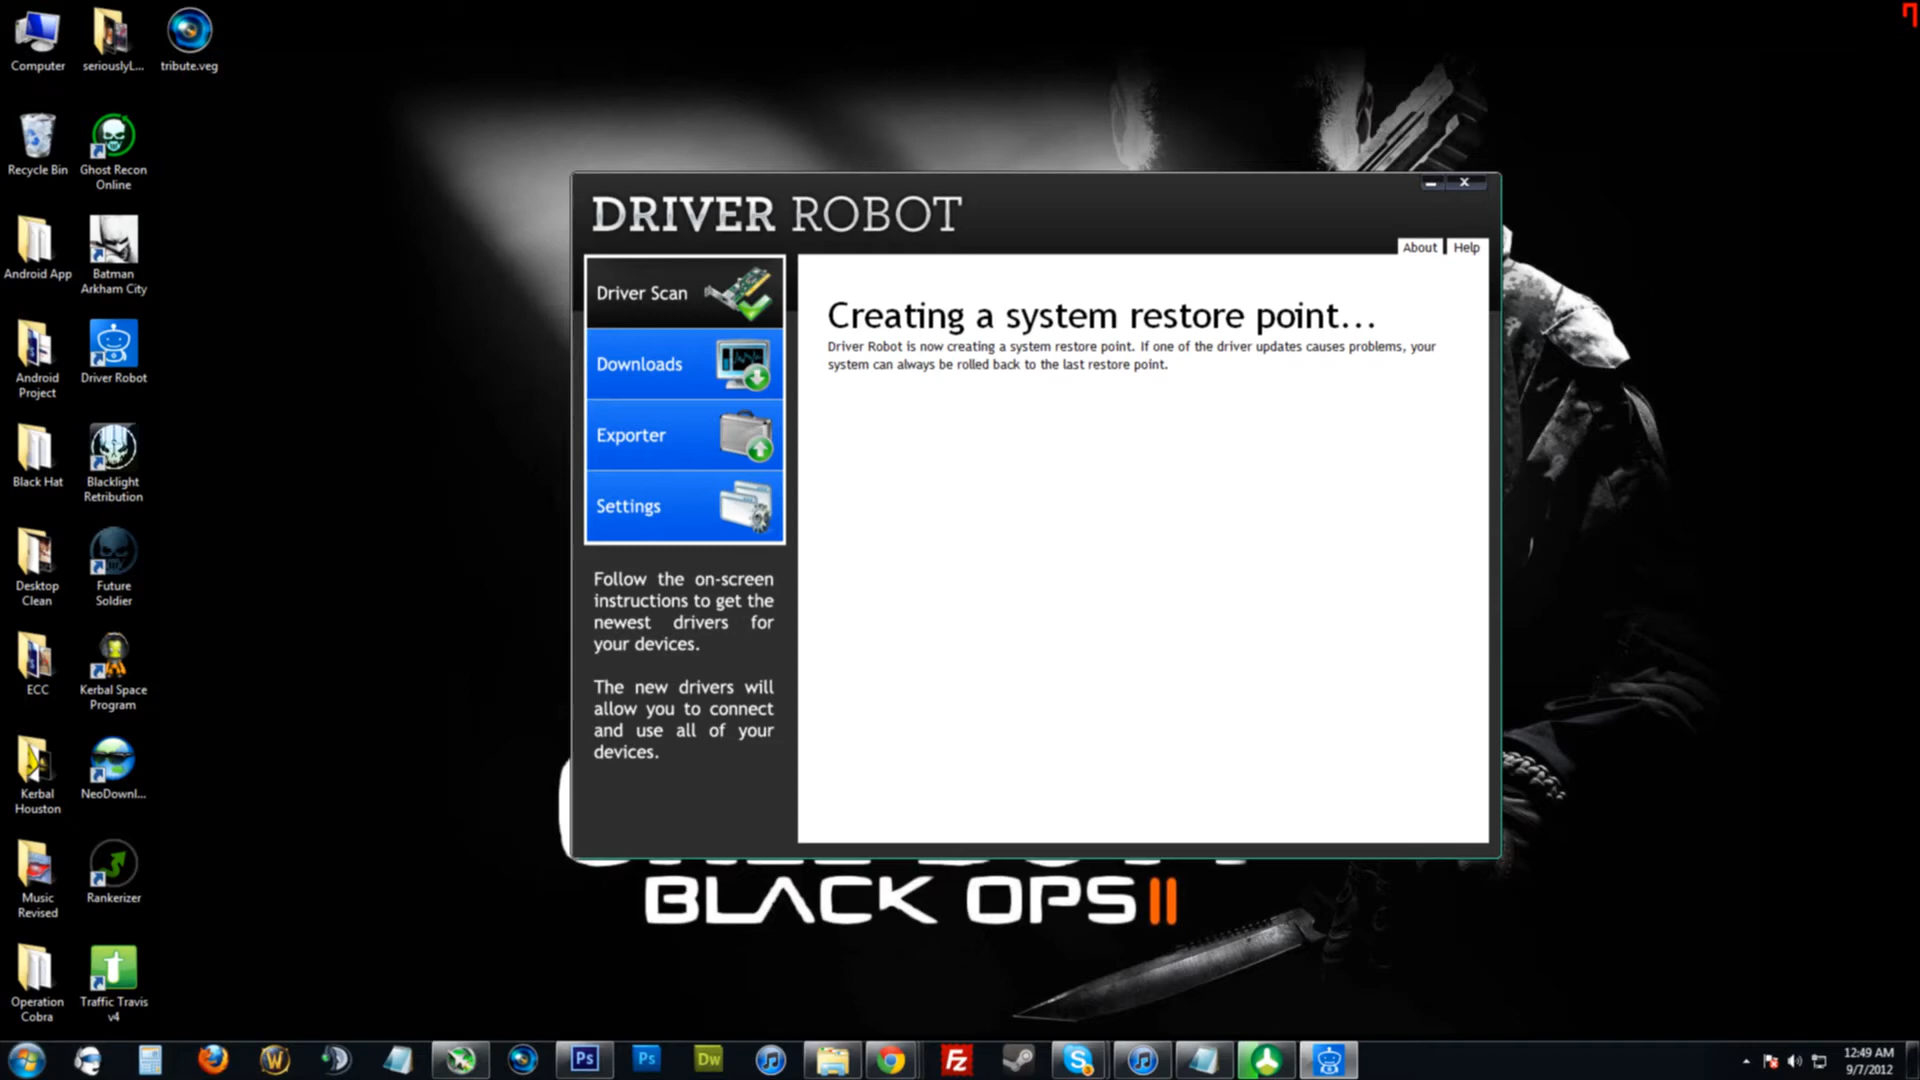 7
Computer
seriouslyL...
tribute.veg
Recycle Bin
Ghost Recon
Online
Android App
Batman
Arkham City
Android
Project
Driver Robot
Black Hat
Blacklight
Retribution
Desktop
Clean
Future
Soldier
ECC
Kerbal Space
Program
Kerbal
Houston
NeoDownl...
Music
Revised
Rankerizer
Operation
Cobra
Traffic Travis
v4
DRIVER ROBOT
About
Help
Driver Scan
Downloads
Exporter
Settings
Follow the on-screen
instructions to get the
newest drivers for
your devices.
The new drivers will
allow you to connect
and use all of your
devices.
Creating a system restore point...
Driver Robot is now creating a system restore point. If one of the driver updates causes problems, your
system can always be rolled back to the last restore point.
BLACK OPS II
Ps
Ps
Dw
Fz
12:49 AM
9/7/2012